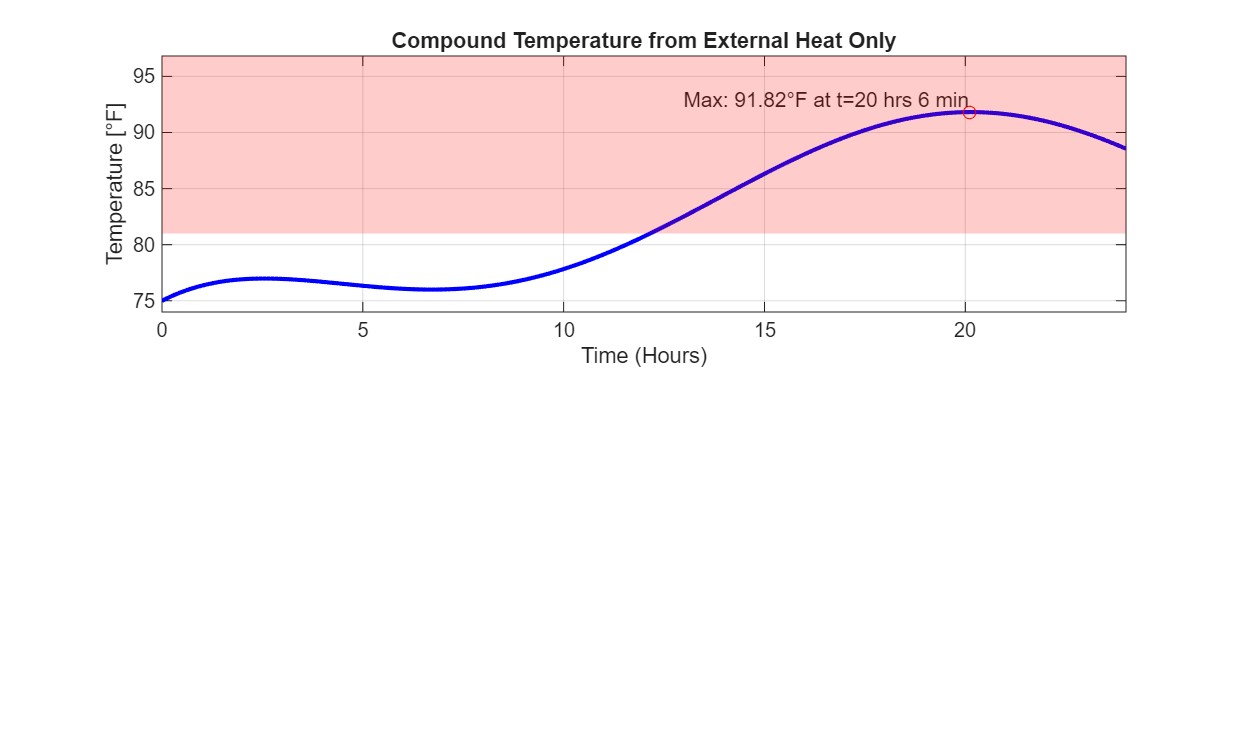 Compound Temperature from External Heat Only
Temperature [°F]
95
90
85
80
75
Max: 91.82°F at t=20 hrs 6 min
0 5 10 15 20
Time (Hours)